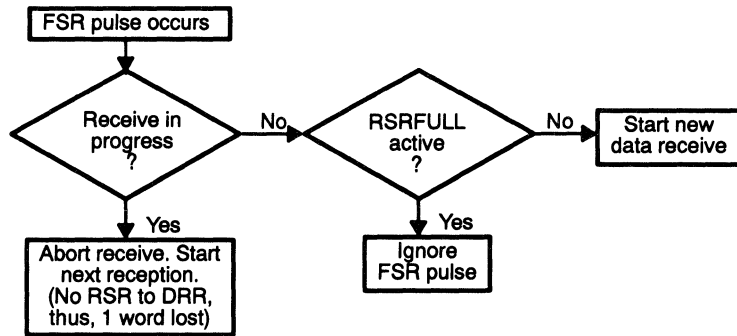 FSR pulse occurs
Receive in
progress
?
No
RSRFULL
active
?
No
Start new
data receive
Yes
Abort receive. Start
next reception.
(No RSR to DRR,
thus, 1 word lost)
Yes
Ignore
FSR pulse